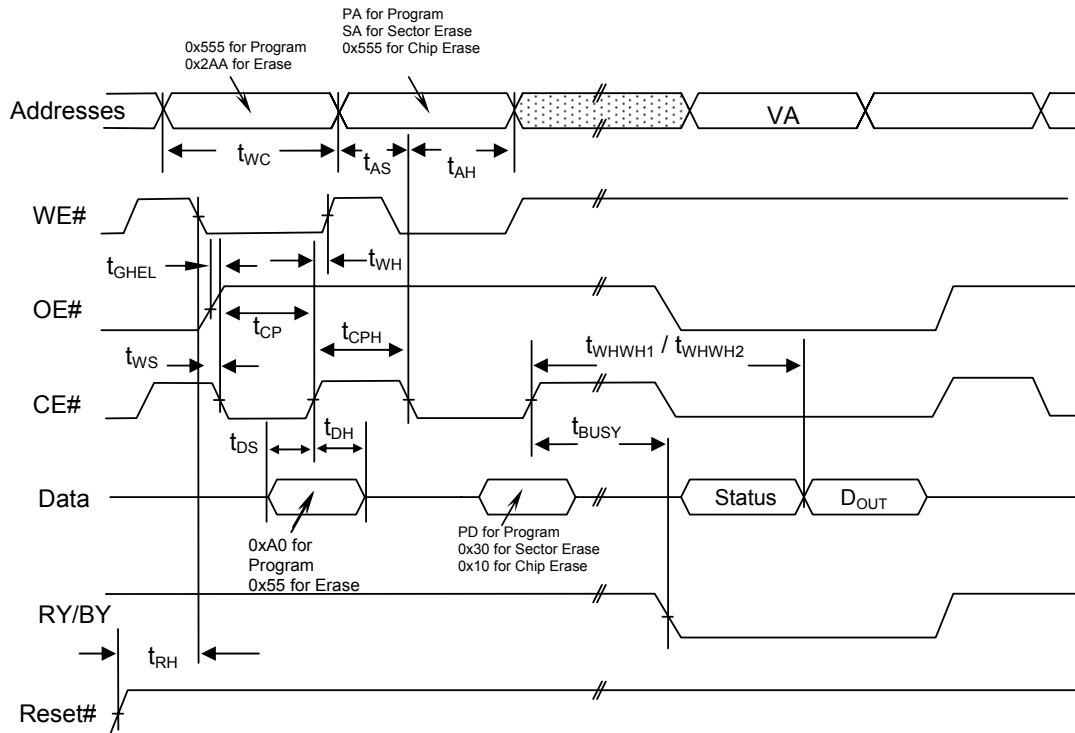 0x555 for Program
0x2AA for Erase
PA for Program
SA for Sector Erase
0x555 for Chip Erase
Addresses
VA
tWC
tAS
tAH
WE#
tGHEL
tWH
OE#
tCP
tCPH
tWS
tWHWH1 / tWHWH2
CE#
tDS
tDH
tBUSY
Data
Status
DOUT
0xA0 for
Program
0x55 for Erase
PD for Program
0x30 for Sector Erase
0x10 for Chip Erase
RY/BY
tRH
Reset#